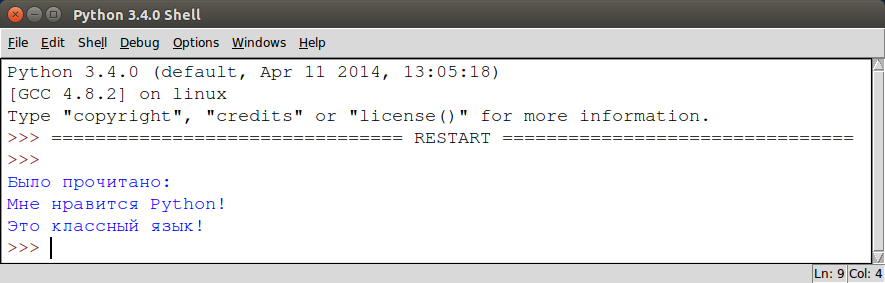 Python 3.4.0 Shell
File Edit Shell Debug Options Windows Help
Python 3.4.0 (default, Apr 11 2014, 13:05:18)
[GCC 4.8.2] on linux
Type "copyright", "credits" or "license()" for more information.
>>> ================================ RESTART ================================
>>>
Было прочитано:
Мне нравится Python!
Это классный язык!
>>>
Ln: 9 Col: 4